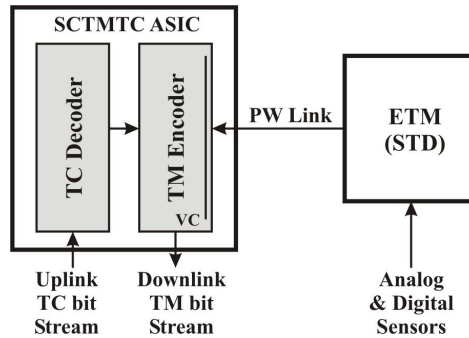 SCTMTC ASIC
TC Decoder
TM Encoder
VC
PW Link
ETM
(STD)
Uplink
TC bit
Stream
Downlink
TM bit
Stream
Analog
& Digital
Sensors